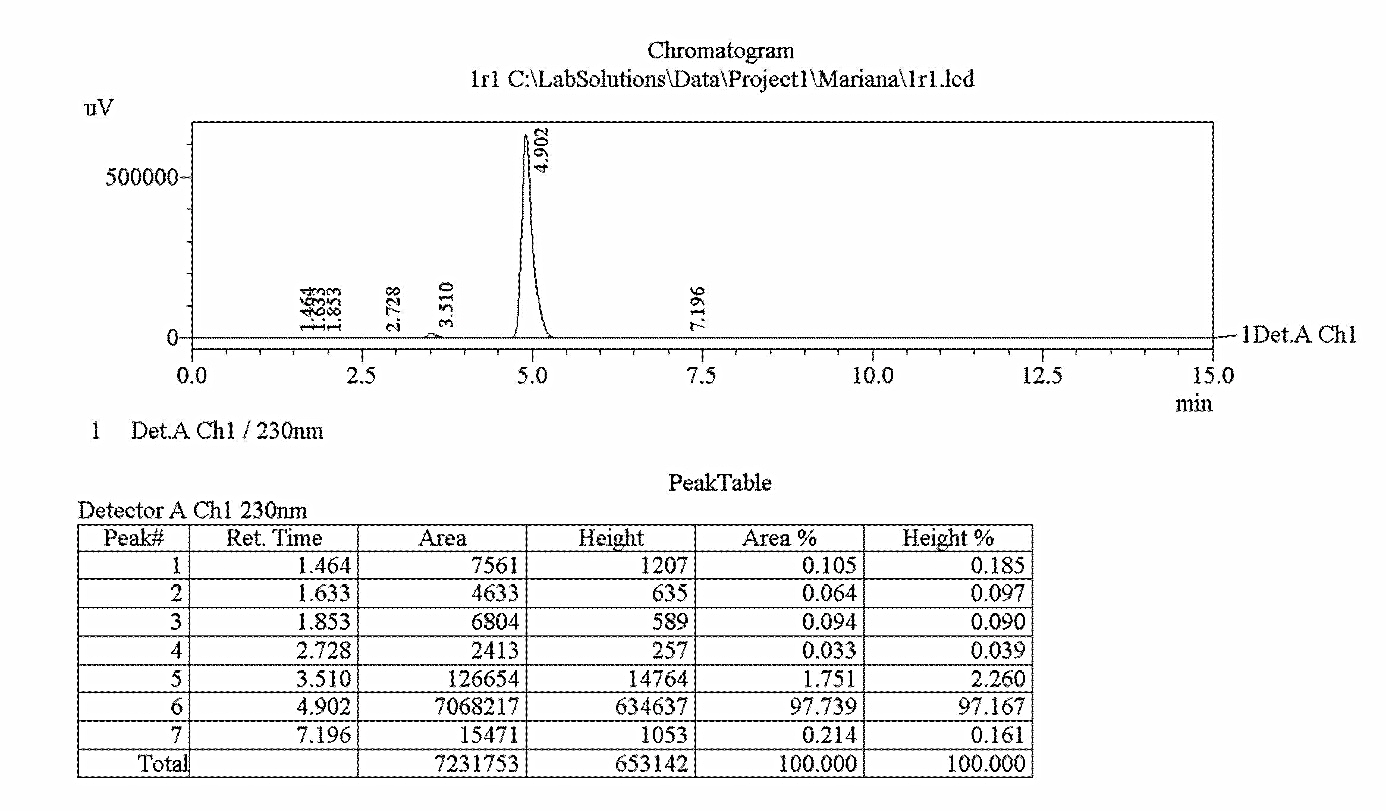 Chromatogram
1r1 C:\LabSolutions\Data\Project1\Mariana\1r1.lcd
uV
500000
0
1.464
1.633
1.853
2.728
3.510
4.902
7.196
1Det.A Ch1
0.0 2.5 5.0 7.5 10.0 12.5 15.0
min
1 Det.A Ch1 / 230nm
PeakTable
Detector A Ch1 230nm
Peak# Ret. Time Area Height Area % Height %
1 1.464 7561 1207 0.105 0.185
2 1.633 4633 635 0.064 0.097
3 1.853 6804 589 0.094 0.090
4 2.728 2413 257 0.033 0.039
5 3.510 126654 14764 1.751 2.260
6 4.902 7068217 634637 97.739 97.167
7 7.196 15471 1053 0.214 0.161
Total 7231753 653142 100.000 100.000